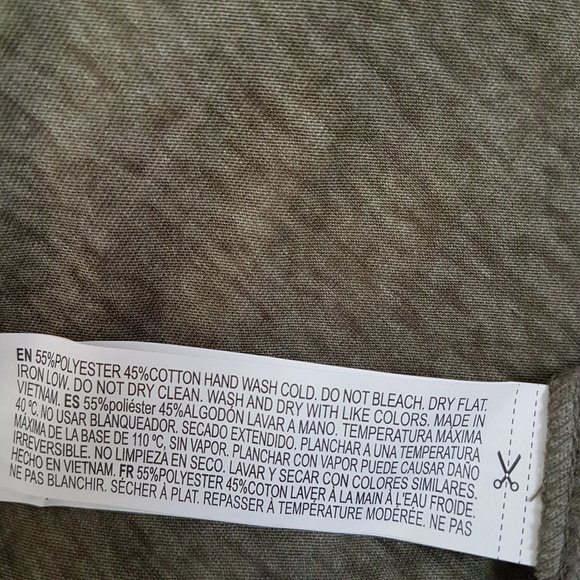 EN 55%POLYESTER 45%COTTON HAND WASH COLD. DO NOT BLEACH. DRY FLAT.
IRON LOW. DO NOT DRY CLEAN. WASH AND DRY WITH LIKE COLORS. MADE IN
VIETNAM. ES 55%poliéster 45%ALGODÓN LAVAR A MANO. TEMPERATURA MÁXIMA
40 ºC. NO USAR BLANQUEADOR. SECADO EXTENDIDO. PLANCHAR A UNA TEMPERATURA
MÁXIMA DE LA BASE DE 110 ºC, SIN VAPOR. PLANCHAR CON VAPOR PUEDE CAUSAR DAÑO
IRREVERSIBLE. NO LIMPIEZA EN SECO. LAVAR Y SECAR CON COLORES SIMILARES.
HECHO EN VIETNAM. FR 55%POLYESTER 45%COTON LAVER À LA MAIN À L'EAU FROIDE.
NE PAS BLANCHIR. SÉCHER À PLAT. REPASSER À TEMPÉRATURE MODÉRÉE. NE PAS